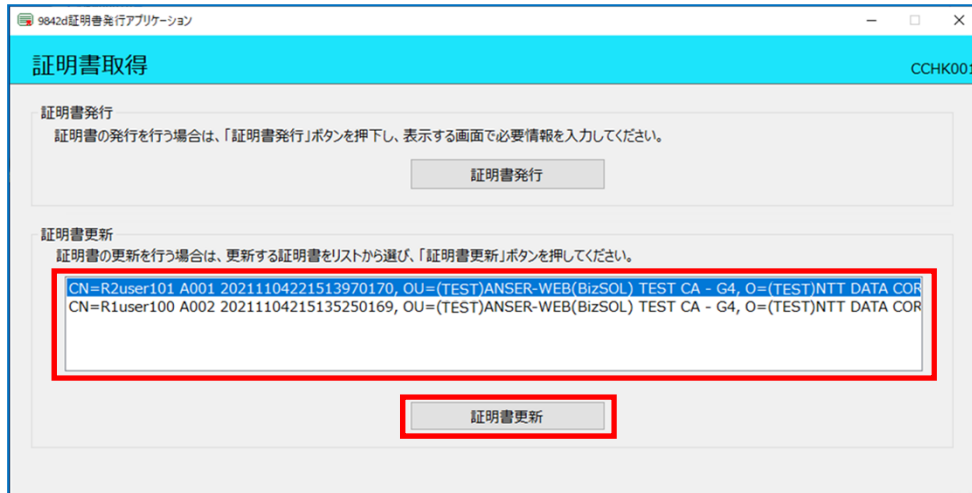 9842d証明書発行アプリケーション
証明書取得
CCHK001
証明書発行
証明書の発行を行う場合は、「証明書発行」ボタンを押下し、表示する画面で必要情報を入力してください。
証明書発行
証明書更新
証明書の更新を行う場合は、更新する証明書をリストから選び、「証明書更新」ボタンを押してください。
CN=R2user101 A001 20211104221513970170, OU=(TEST)ANSER-WEB(BizSOL) TEST CA - G4, O=(TEST)NTT DATA COR
CN=R1user100 A002 20211104215135250169, OU=(TEST)ANSER-WEB(BizSOL) TEST CA - G4, O=(TEST)NTT DATA COR
証明書更新